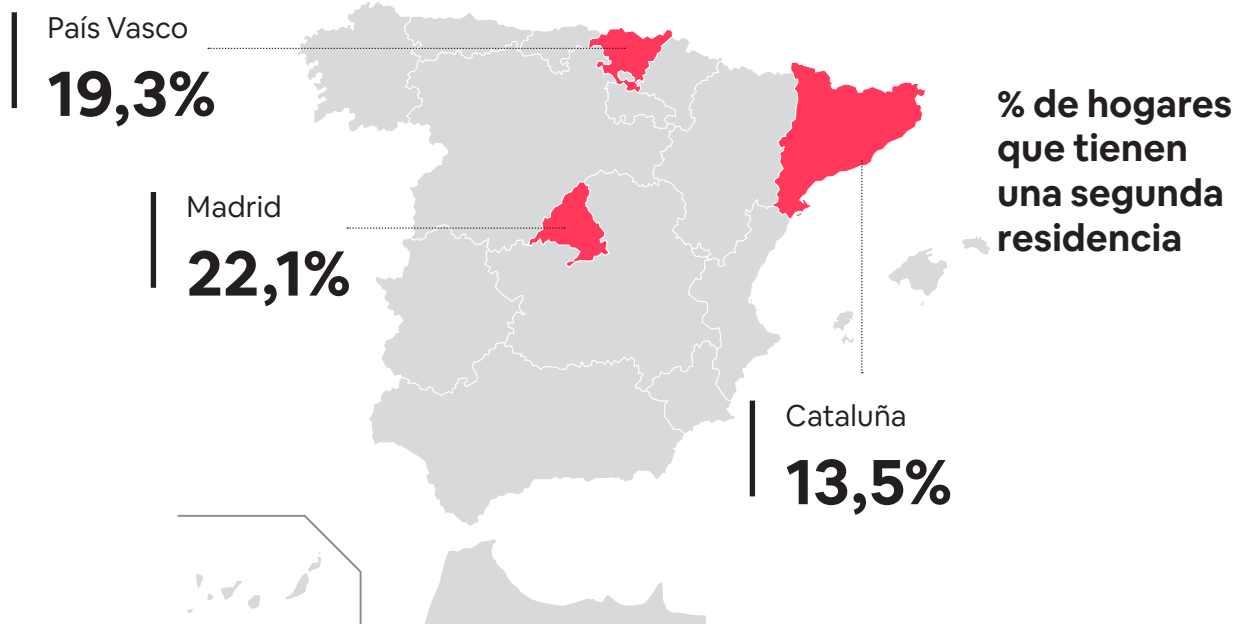 País Vasco
19,3%
% de hogares
que tienen
una segunda
residencia
Madrid
22,1%
Cataluña
13,5%